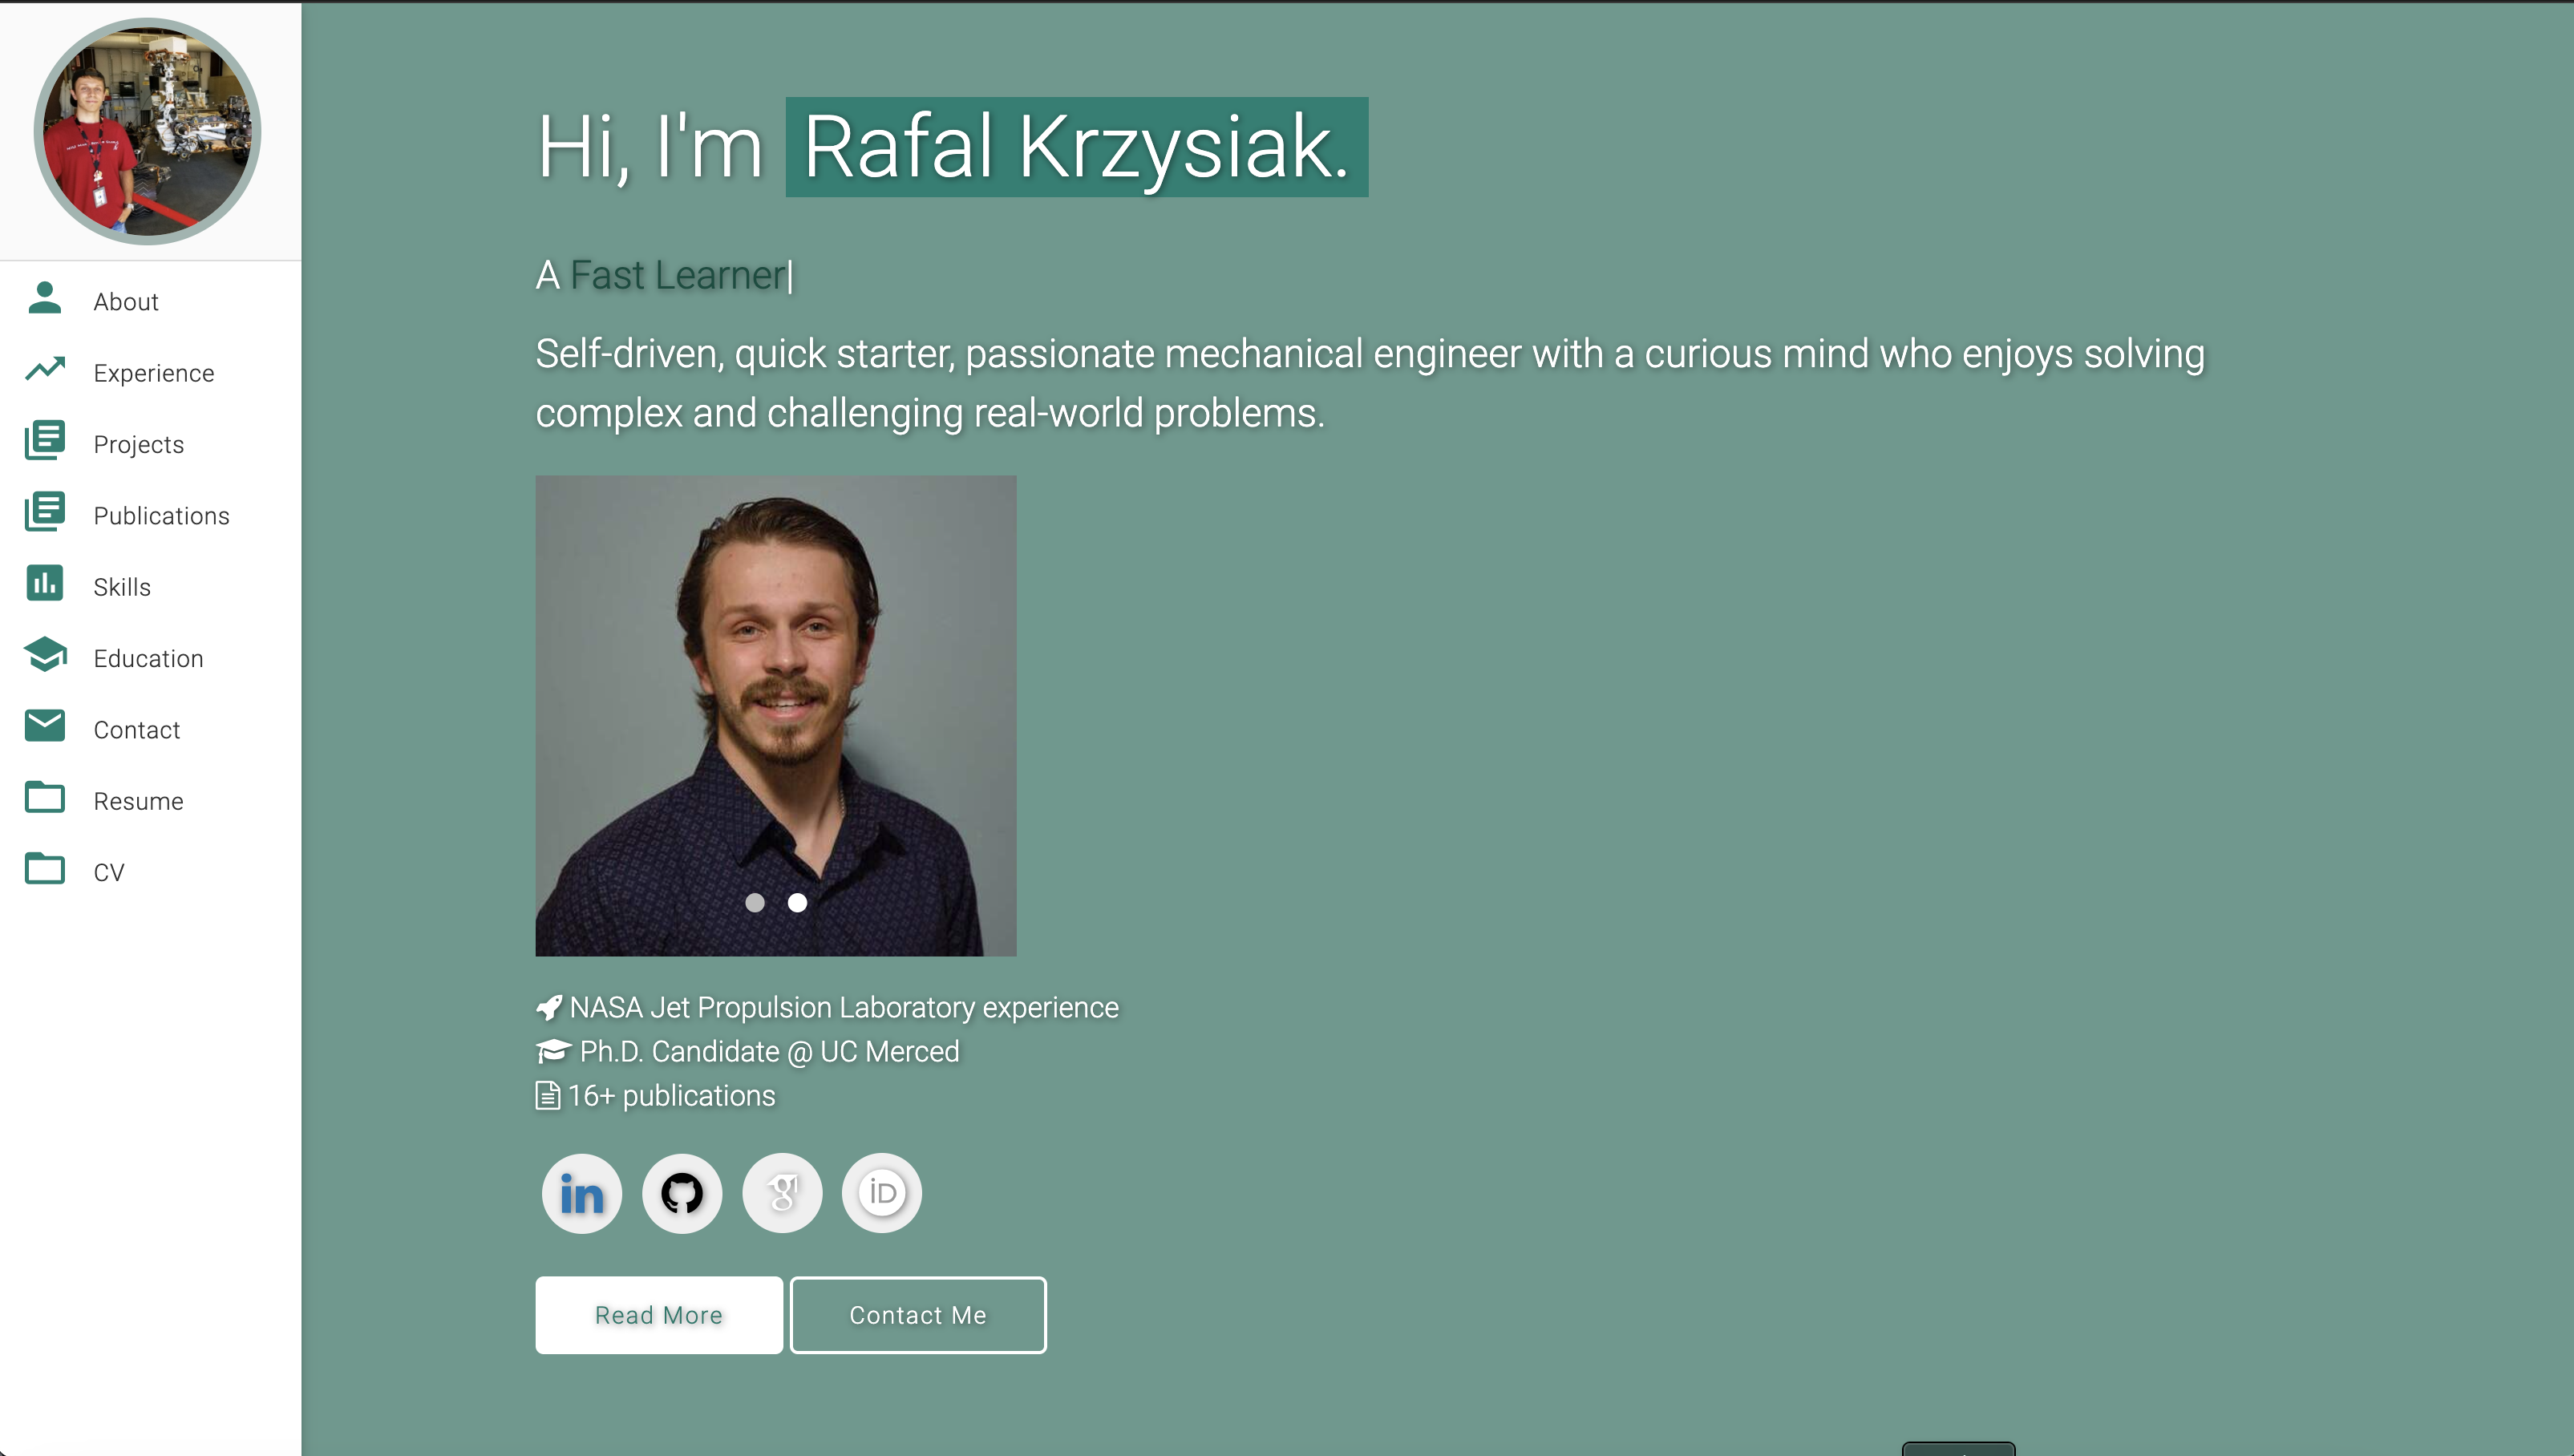 Hi, I'm Rafal Krzysiak.
A Fast Learner|
Self-driven, quick starter, passionate mechanical engineer with a curious mind who enjoys solving
complex and challenging real-world problems.
About
Experience
Projects
Publications
Skills
Education
Contact
Resume
CV
NASA Jet Propulsion Laboratory experience
Ph.D. Candidate @ UC Merced
16+ publications
in
g
iD
Read More
Contact Me